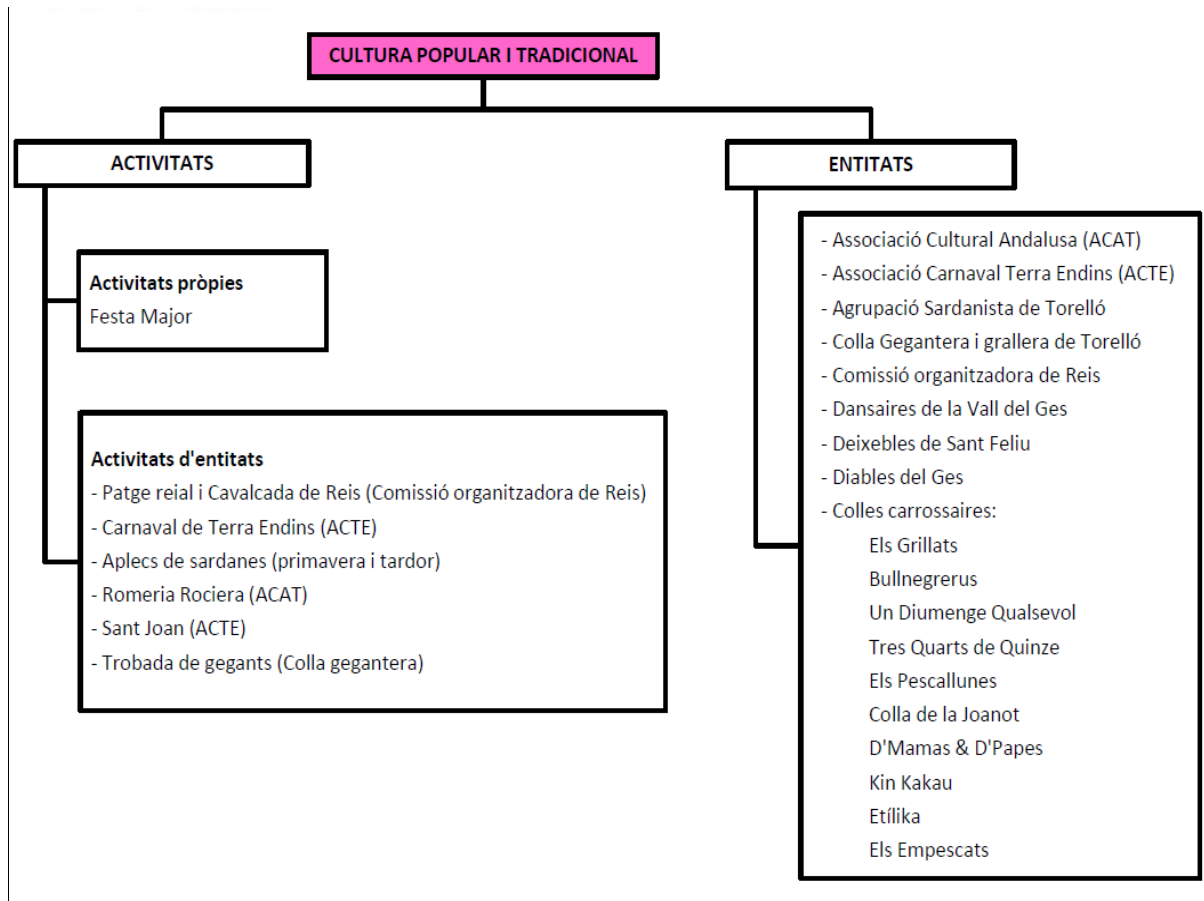 CULTURA POPULAR I TRADICIONAL
ACTIVITATS
Activitats pròpies
Festa Major
Activitats d'entitats
- Patge reial i Cavalcada de Reis (Comissió organitzadora de Reis)
- Carnaval de Terra Endins (ACTE)
- Aplecs de sardanes (primavera i tardor)
- Romeria Rociera (ACAT)
- Sant Joan (ACTE)
- Trobada de gegants (Colla gegantera)
ENTITATS
- Associació Cultural Andalusa (ACAT)
- Associació Carnaval Terra Endins (ACTE)
- Agrupació Sardanista de Torelló
- Colla Gegantera i grallera de Torelló
- Comissió organitzadora de Reis
- Dansaires de la Vall del Ges
- Deixebles de Sant Feliu
- Diables del Ges
- Colles carrossaires:
Els Grillats
Bullnegrerus
Un Diumenge Qualsevol
Tres Quarts de Quinze
Els Pescallunes
Colla de la Joanot
D'Mamas & D'Papes
Kin Kakau
Etílika
Els Empescats